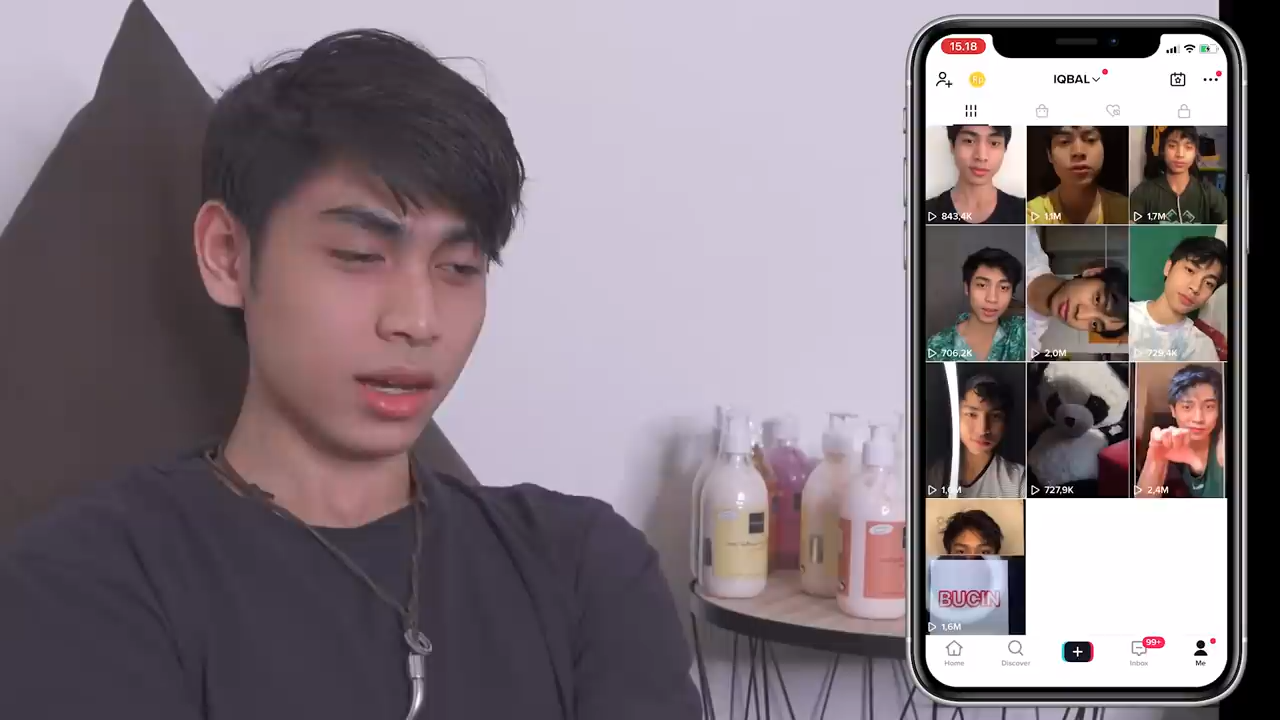 15.18
IQBAL
843,4K
1,1M
1,7M
706,2K
2,0M
729,4K
727,9K
2,4M
BUCIN
1,6M
Home
Discover
99+
Inbox
Me